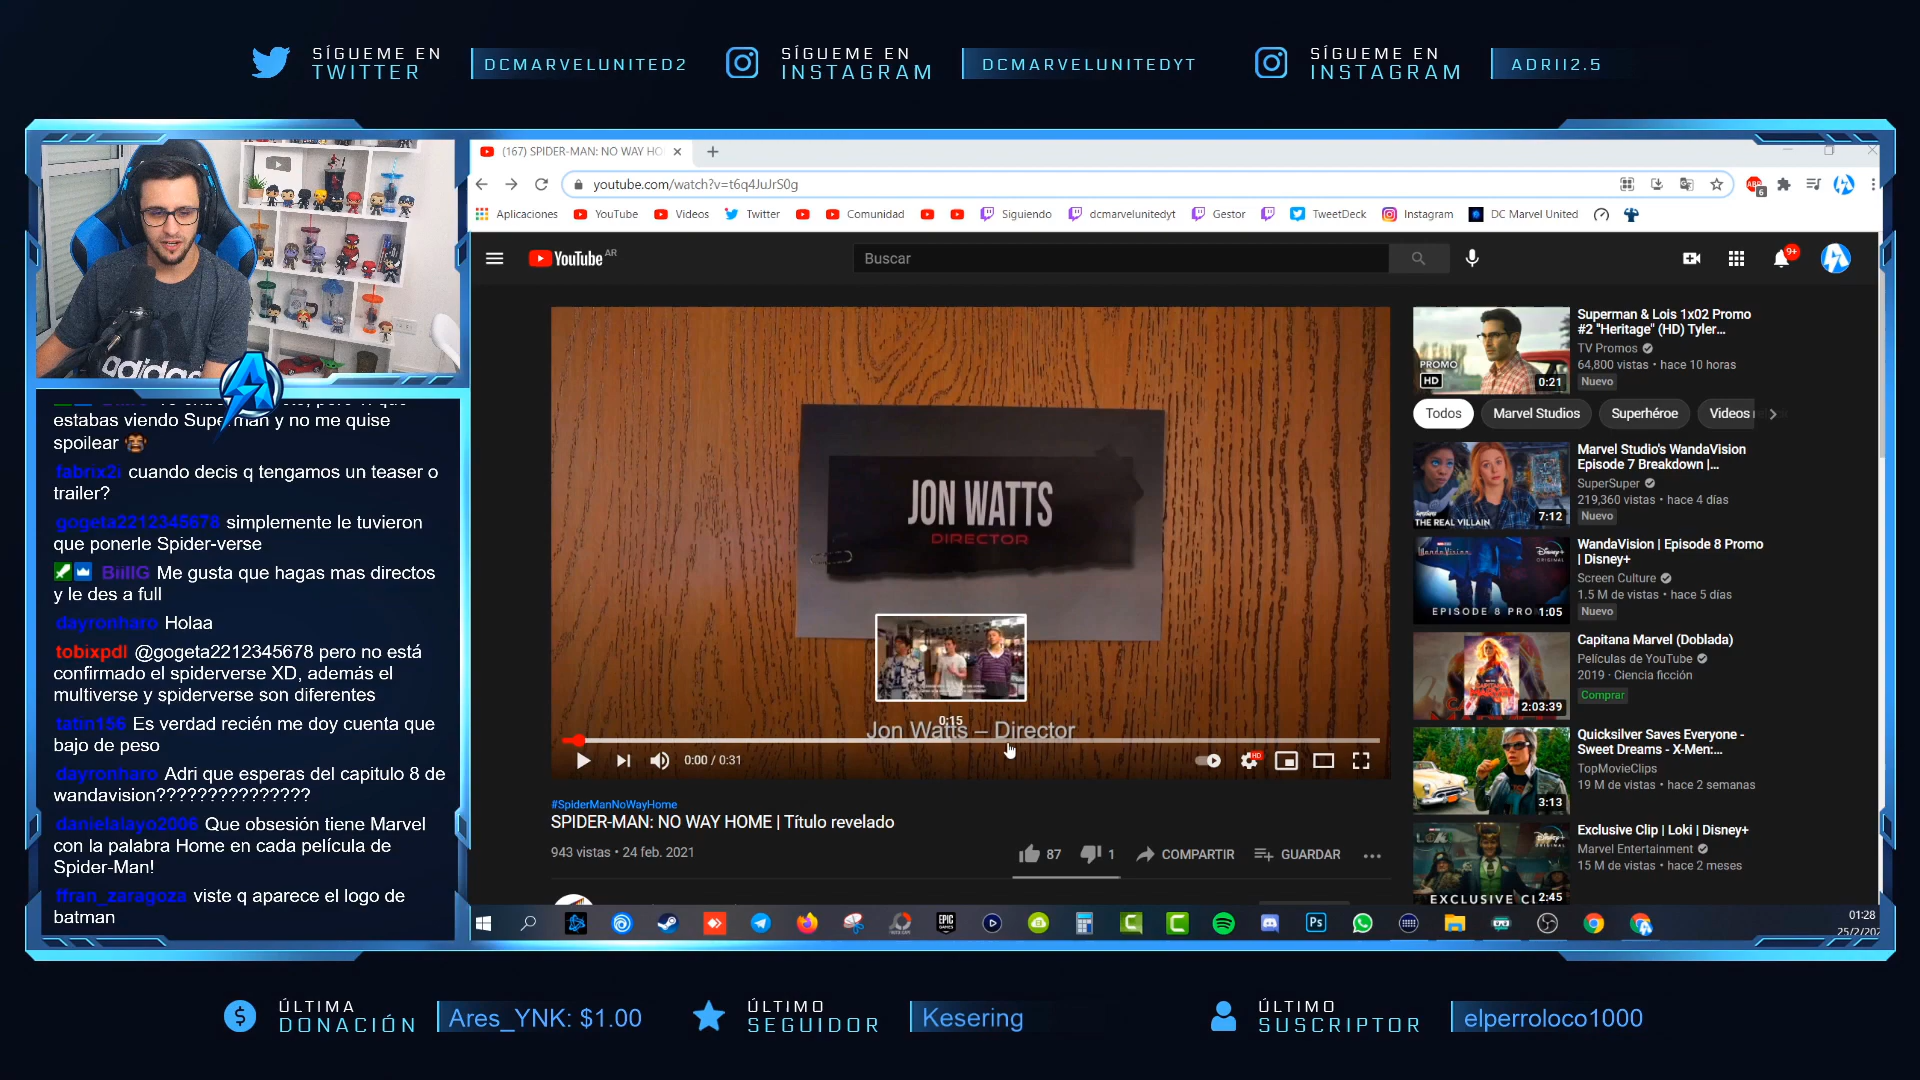 SÍGUEME EN
TWITTER
DCMARVELUNITED2
SÍGUEME EN
INSTAGRAM
DCMARVELUNITEDYT
SÍGUEME EN
INSTAGRAM
ADRII2.5
adidas
estabas viendo Superman y no me quise
spoilear
fabrix2i cuando decis q tengamos un teaser o
trailer?
gogeta2212345678 simplemente le tuvieron
que ponerle Spider-verse
BiillG Me gusta que hagas mas directos
y le des a full
dayronharo Holaa
tobixpdl @gogeta2212345678 pero no está
confirmado el spiderverse XD, además el
multiverse y spiderverse son diferentes
tatin156 Es verdad recién me doy cuenta que
bajo de peso
dayronharo Adri que esperas del capitulo 8 de
wandavision???????????????
danielalayo2006 Que obsesión tiene Marvel
con la palabra Home en cada película de
Spider-Man!
ffran_zaragoza viste q aparece el logo de
batman
(167) SPIDER-MAN: NO WAY HO
youtube.com/watch?v=t6q4JuJrS0g
ABP
6
Aplicaciones
YouTube
Videos
Twitter
Comunidad
Siguiendo
dcmarvelunitedyt
Gestor
TweetDeck
Instagram
DC Marvel United
YouTube AR
Buscar
9+
JON WATTS
DIRECTOR
0:15
Jon Watts – Director
0:00 / 0:31
HD
#SpiderManNoWayHome
SPIDER-MAN: NO WAY HOME | Título revelado
943 vistas • 24 feb. 2021
87
1
COMPARTIR
GUARDAR
PROMO
HD
0:21
Superman & Lois 1x02 Promo
#2 "Heritage" (HD) Tyler...
TV Promos
64,800 vistas • hace 10 horas
Nuevo
Todos
Marvel Studios
Superhéroe
Videos
THE REAL VILLAIN
7:12
Marvel Studio's WandaVision
Episode 7 Breakdown |...
SuperSuper
219,360 vistas • hace 4 días
Nuevo
WandaVision
Disney+
EPISODE 8 PRO
1:05
WandaVision | Episode 8 Promo
| Disney+
Screen Culture
1.5 M de vistas • hace 5 días
Nuevo
2:03:39
Capitana Marvel (Doblada)
Películas de YouTube
2019 · Ciencia ficción
Comprar
3:13
Quicksilver Saves Everyone -
Sweet Dreams - X-Men:...
TopMovieClips
19 M de vistas • hace 2 semanas
LOKI
Disney+
EXCLUSIVE CL
2:45
Exclusive Clip | Loki | Disney+
Marvel Entertainment
15 M de vistas • hace 2 meses
EPIC
GAMES
Ps
01:28
25/2/202
ÚLTIMA
DONACIÓN
Ares_YNK: $1.00
ÚLTIMO
SEGUIDOR
Kesering
ÚLTIMO
SUSCRIPTOR
elperroloco1000